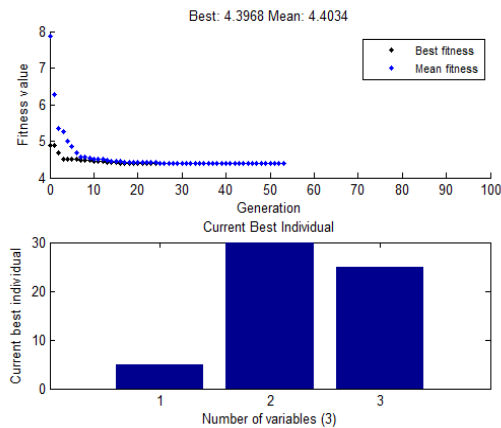 Best: 4.3968 Mean: 4.4034
8
7
6
5
4
Fitness value
Best fitness
Mean fitness
0 10 20 30 40 50 60 70 80 90 100
Generation
Current Best Individual
30
20
10
0
Current best individual
1 2 3
Number of variables (3)